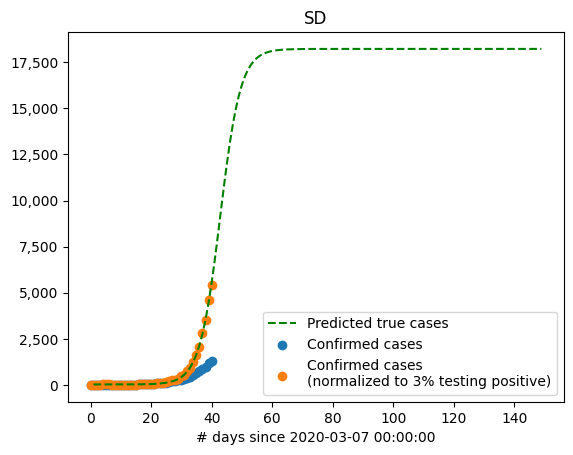 SD
17,500
15,000
12,500
10,000
7,500
5,000
2,500
0
Predicted true cases
Confirmed cases
Confirmed cases
(normalized to 3% testing positive)
0 20 40 60 80 100 120 140
# days since 2020-03-07 00:00:00